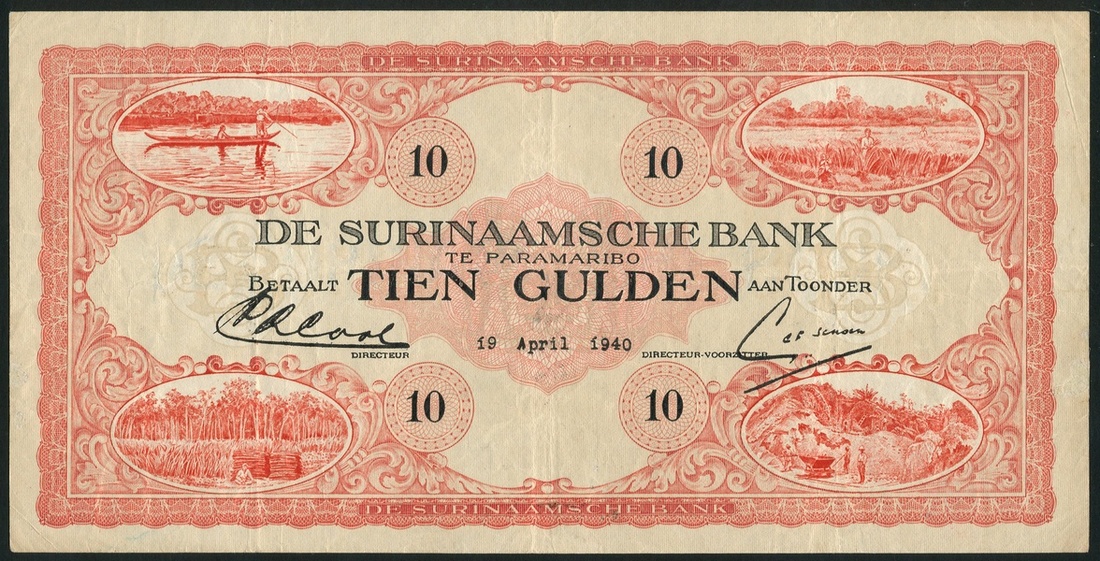 DE SURINAAMSCHE BANK
10 10
DE SURINAAMSCHE BANK
TE PARAMARIBO
BETAALT TIEN GULDEN AAN TOONDER
19 April 1940
DIRECTEUR DIRECTEUR-VOORZITTER
10 10
DE SURINAAMSCHE BANK